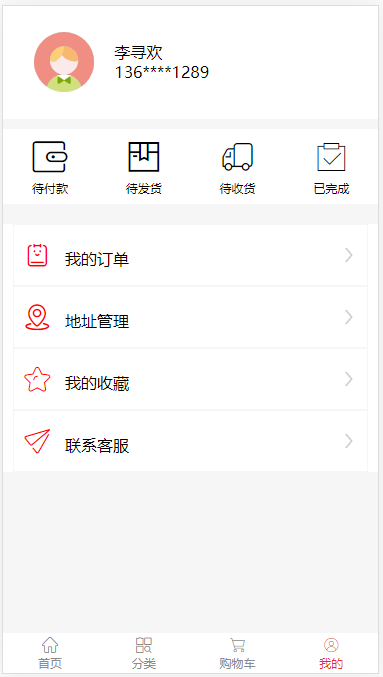 李寻欢
136****1289
待付款 待发货 待收货 已完成
我的订单
地址管理
我的收藏
联系客服
首页 分类 购物车 我的